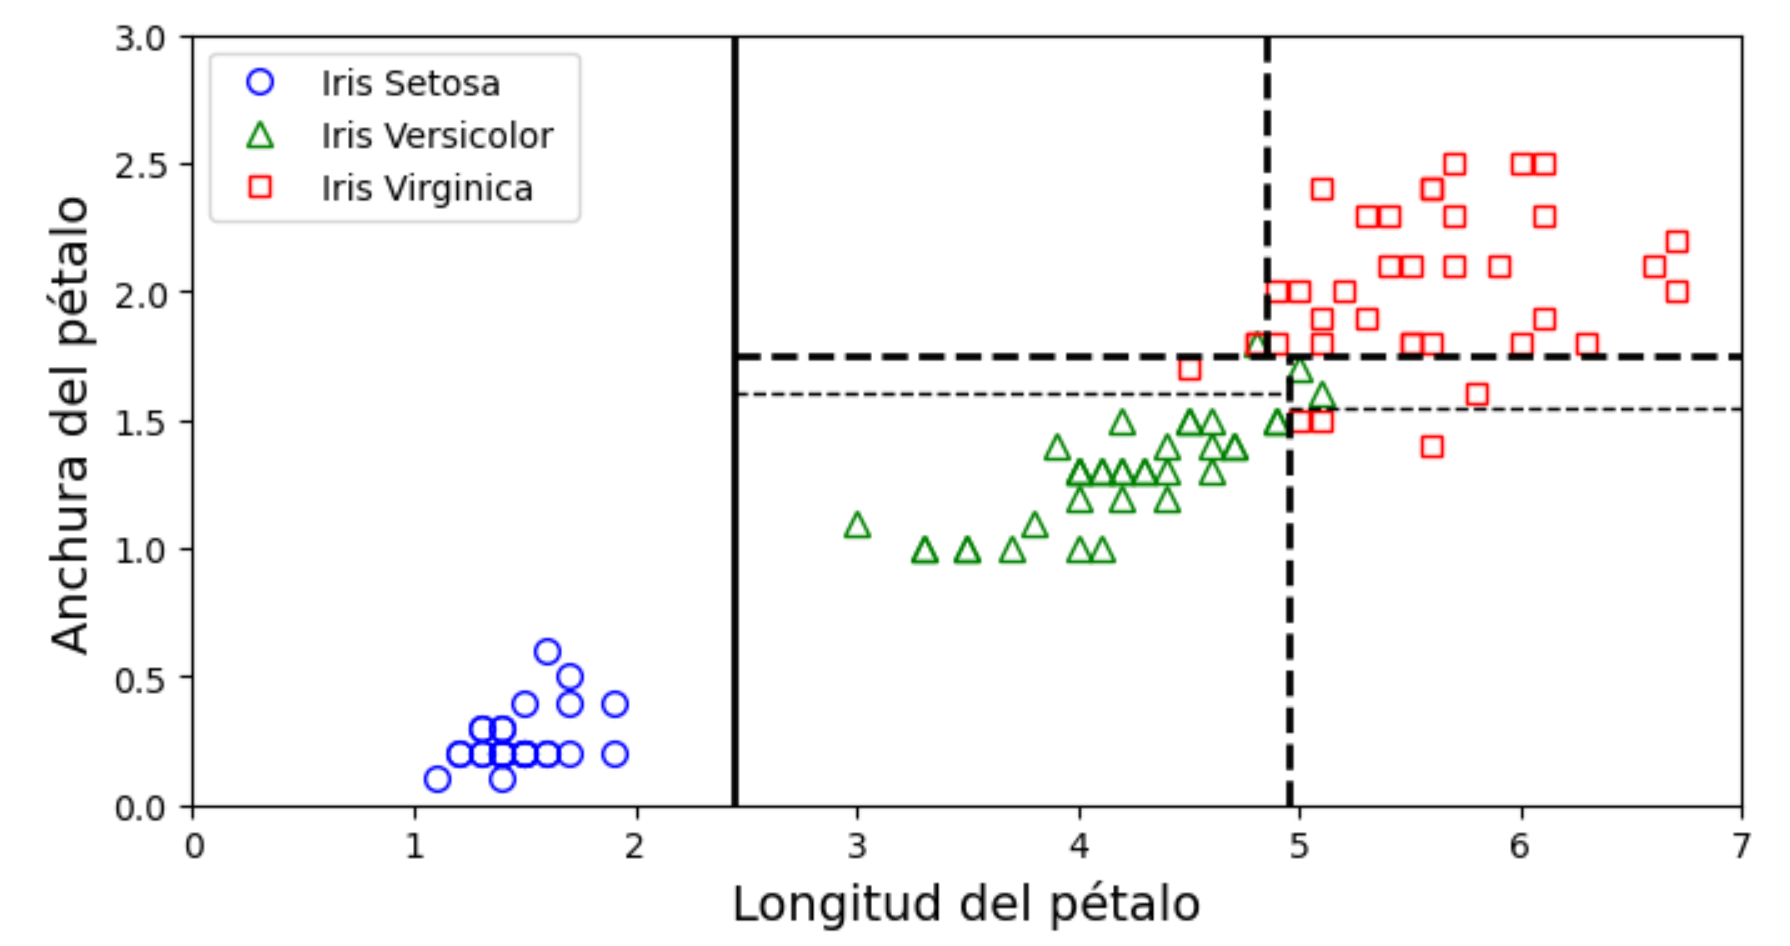 3.0
2.5
2.0
1.5
1.0
0.5
0.0
Anchura del pétalo
Iris Setosa
Iris Versicolor
Iris Virginica
0 1 2 3 4 5 6 7
Longitud del pétalo